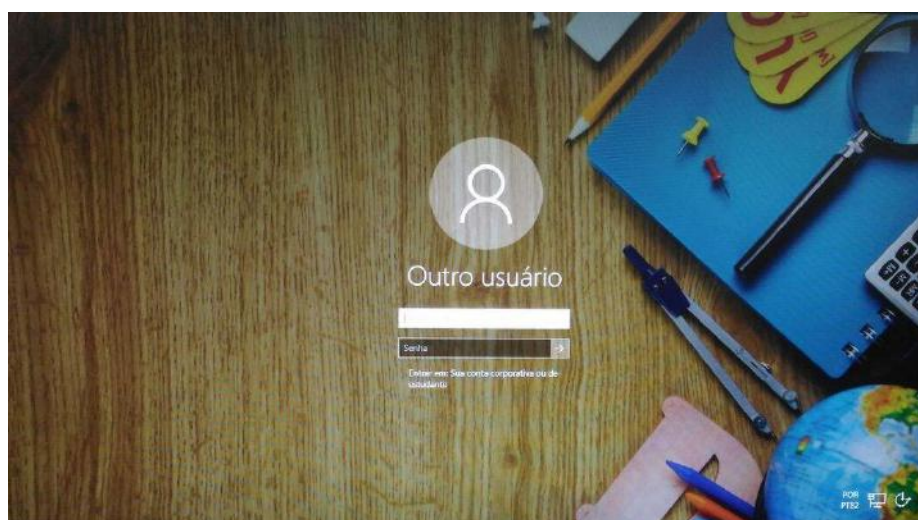 Outro usuário
Senha
Entrar em: Sua conta corporativa ou de
estudante
POR
PTB2